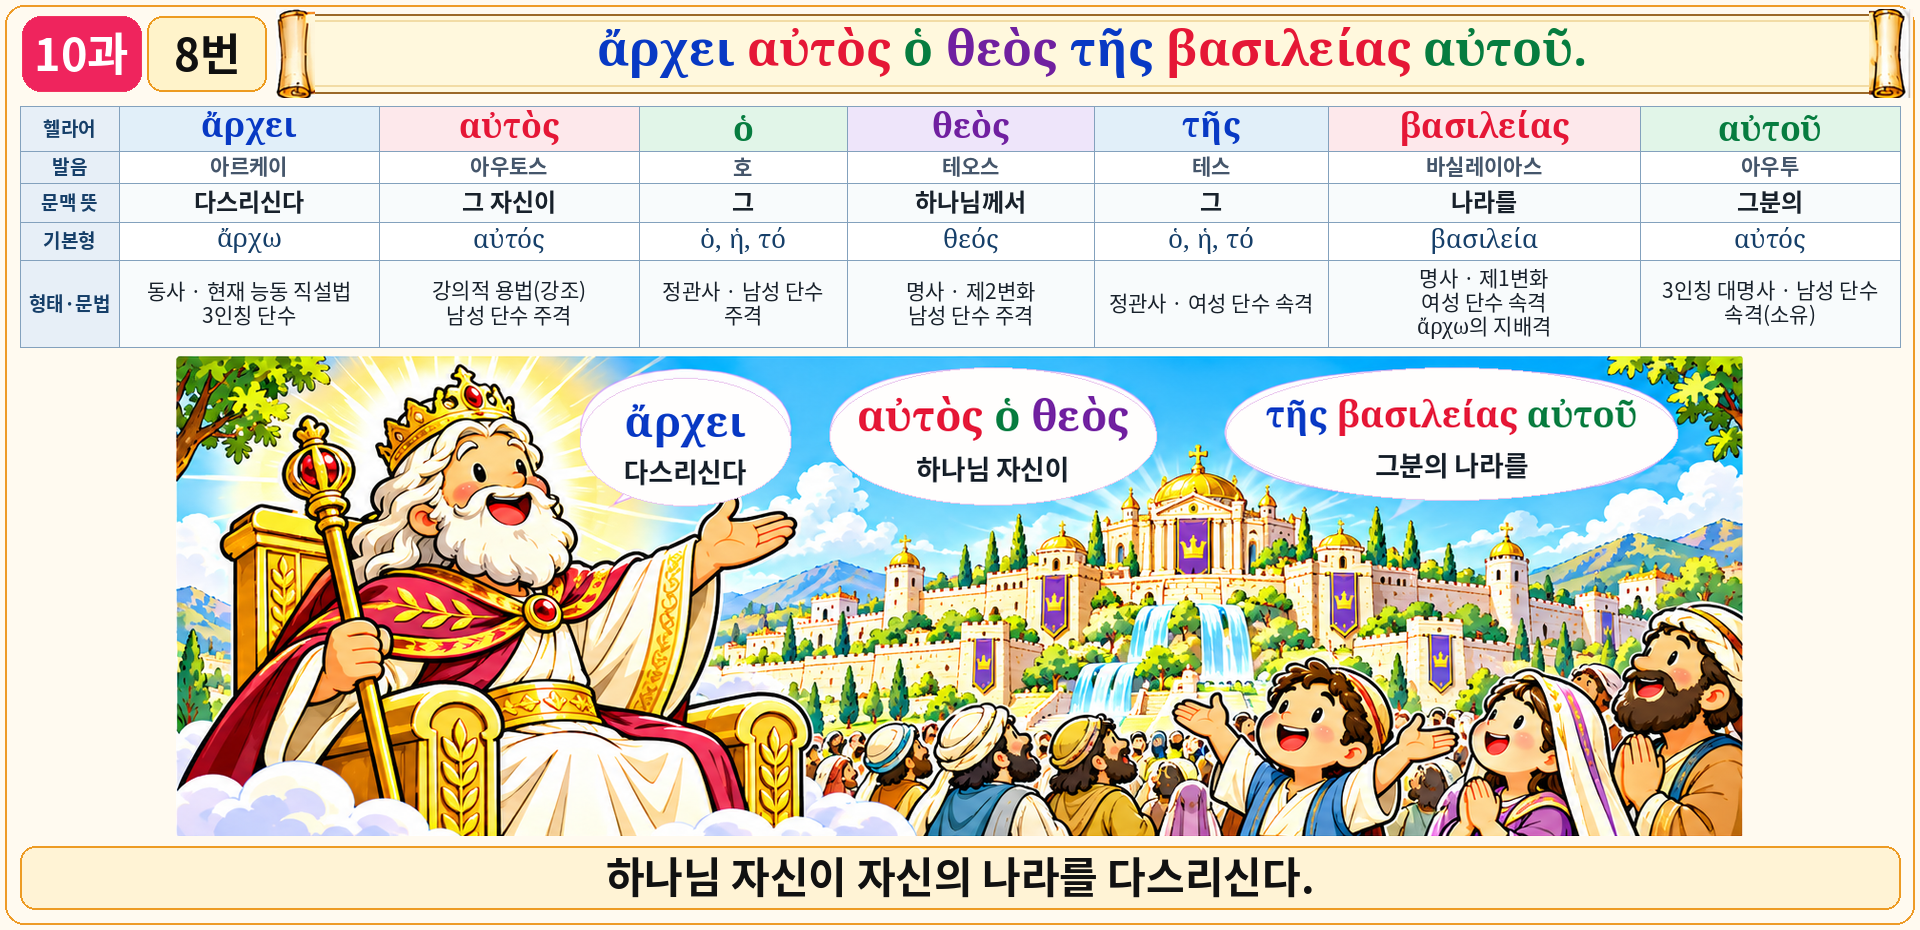 10과
8번
ἄρχει αὐτὸς ὁ θεὸς τῆς βασιλείας αὐτοῦ.
헬라어 ἄρχει αὐτὸς ὁ θεὸς τῆς βασιλείας αὐτοῦ
발음 아르케이 아우토스 호 테오스 테스 바실레이아스 아우투
문맥 뜻 다스리신다 그 자신이 그 하나님께서 그 나라를 그분의
기본형 ἄρχω αὐτός ὁ, ἡ, τό θεός ὁ, ἡ, τό βασιλεία αὐτός
형태·문법
동사 · 현재 능동 직설법
3인칭 단수
강의적 용법(강조)
남성 단수 주격
정관사 · 남성 단수
주격
명사 · 제2변화
남성 단수 주격
정관사 · 여성 단수 속격
명사 · 제1변화
여성 단수 속격
ἄρχω의 지배격
3인칭 대명사 · 남성 단수
속격(소유)
ἄρχει
다스리신다
αὐτὸς ὁ θεὸς
하나님 자신이
τῆς βασιλείας αὐτοῦ
그분의 나라를
하나님 자신이 자신의 나라를 다스리신다.